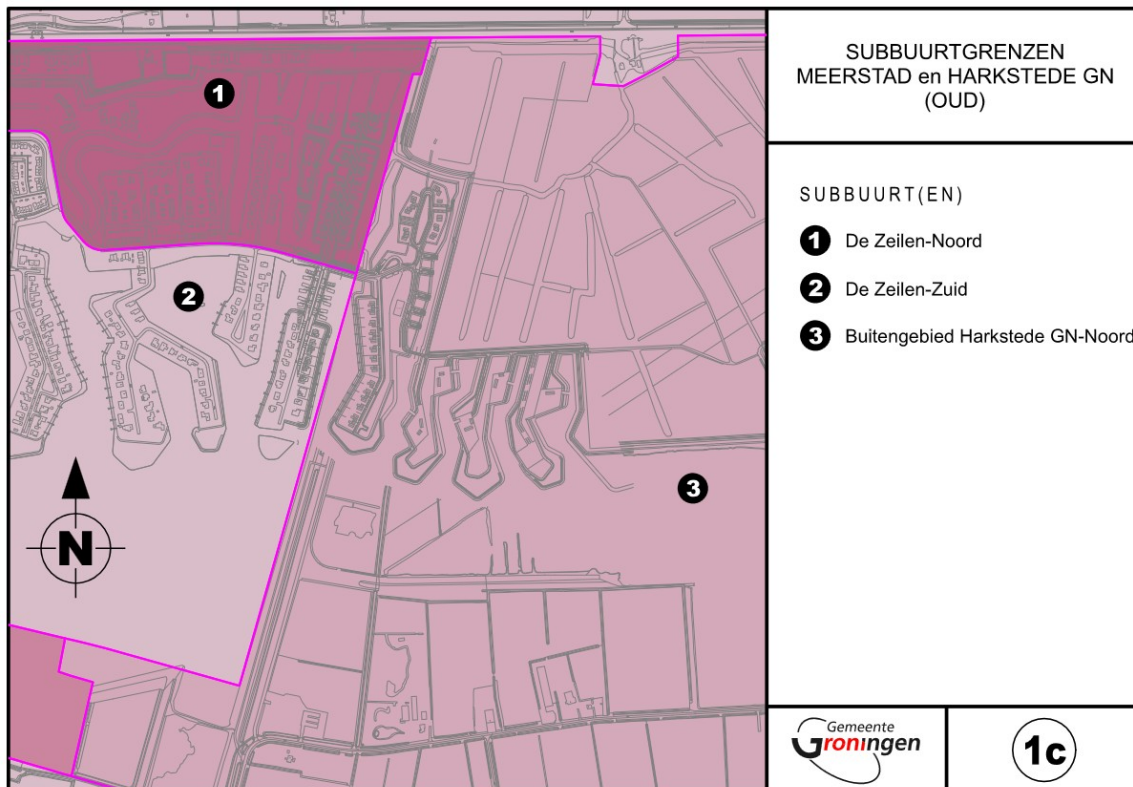 SUBBUURTGRENZEN
MEERSTAD en HARKSTEDE GN
(OUD)
SUBBUURT(EN)
1 De Zeilen-Noord
2 De Zeilen-Zuid
3 Buitengebied Harkstede GN-Noord
1
2
3
N
Gemeente
Groningen
1c